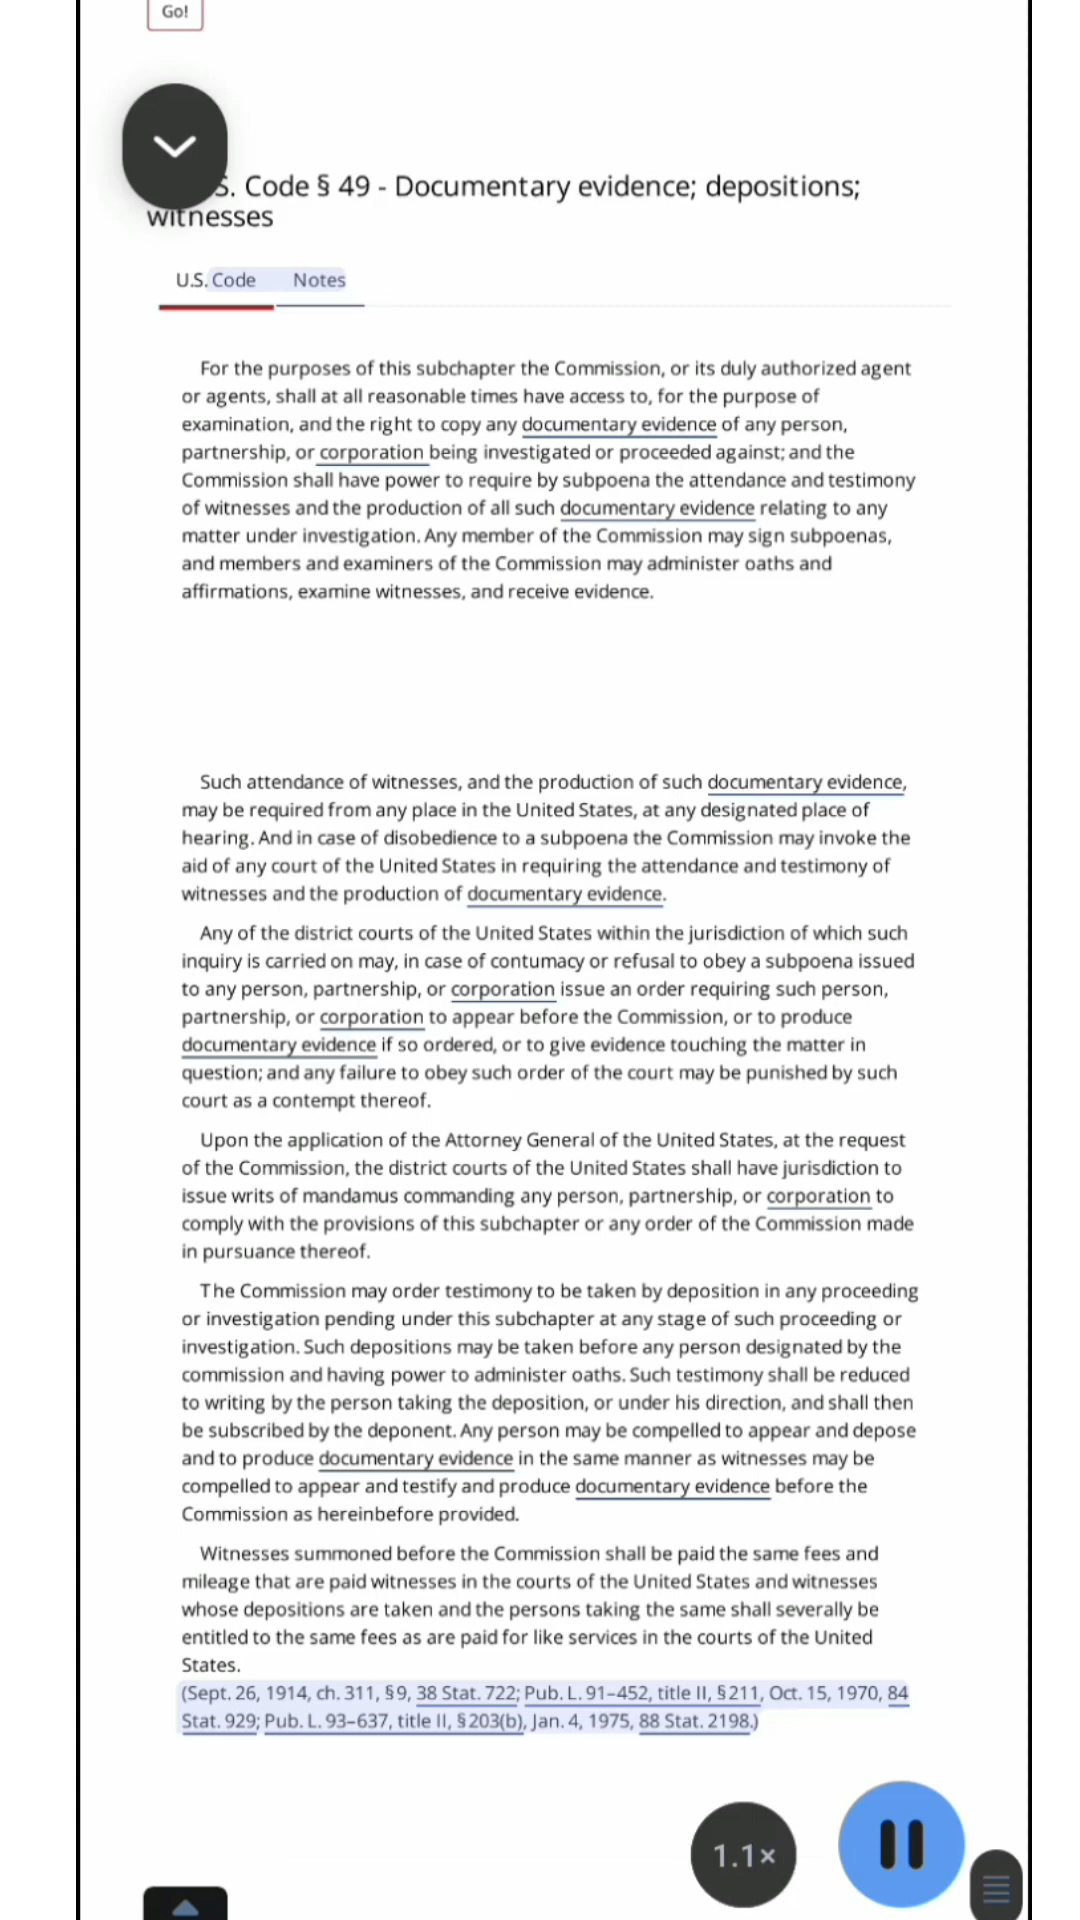 Go!
S. Code § 49 - Documentary evidence; depositions;
witnesses
U.S. Code Notes
For the purposes of this subchapter the Commission, or its duly authorized agent
or agents, shall at all reasonable times have access to, for the purpose of
examination, and the right to copy any documentary evidence of any person,
partnership, or corporation being investigated or proceeded against; and the
Commission shall have power to require by subpoena the attendance and testimony
of witnesses and the production of all such documentary evidence relating to any
matter under investigation. Any member of the Commission may sign subpoenas,
and members and examiners of the Commission may administer oaths and
affirmations, examine witnesses, and receive evidence.
Such attendance of witnesses, and the production of such documentary evidence,
may be required from any place in the United States, at any designated place of
hearing. And in case of disobedience to a subpoena the Commission may invoke the
aid of any court of the United States in requiring the attendance and testimony of
witnesses and the production of documentary evidence.
Any of the district courts of the United States within the jurisdiction of which such
inquiry is carried on may, in case of contumacy or refusal to obey a subpoena issued
to any person, partnership, or corporation issue an order requiring such person,
partnership, or corporation to appear before the Commission, or to produce
documentary evidence if so ordered, or to give evidence touching the matter in
question; and any failure to obey such order of the court may be punished by such
court as a contempt thereof.
Upon the application of the Attorney General of the United States, at the request
of the Commission, the district courts of the United States shall have jurisdiction to
issue writs of mandamus commanding any person, partnership, or corporation to
comply with the provisions of this subchapter or any order of the Commission made
in pursuance thereof.
The Commission may order testimony to be taken by deposition in any proceeding
or investigation pending under this subchapter at any stage of such proceeding or
investigation. Such depositions may be taken before any person designated by the
commission and having power to administer oaths. Such testimony shall be reduced
to writing by the person taking the deposition, or under his direction, and shall then
be subscribed by the deponent. Any person may be compelled to appear and depose
and to produce documentary evidence in the same manner as witnesses may be
compelled to appear and testify and produce documentary evidence before the
Commission as hereinbefore provided.
Witnesses summoned before the Commission shall be paid the same fees and
mileage that are paid witnesses in the courts of the United States and witnesses
whose depositions are taken and the persons taking the same shall severally be
entitled to the same fees as are paid for like services in the courts of the United
States.
(Sept. 26, 1914, ch. 311, § 9, 38 Stat. 722; Pub. L. 91–452, title II, § 211, Oct. 15, 1970, 84
Stat. 929; Pub. L. 93–637, title II, § 203(b), Jan. 4, 1975, 88 Stat. 2198.)
1.1×